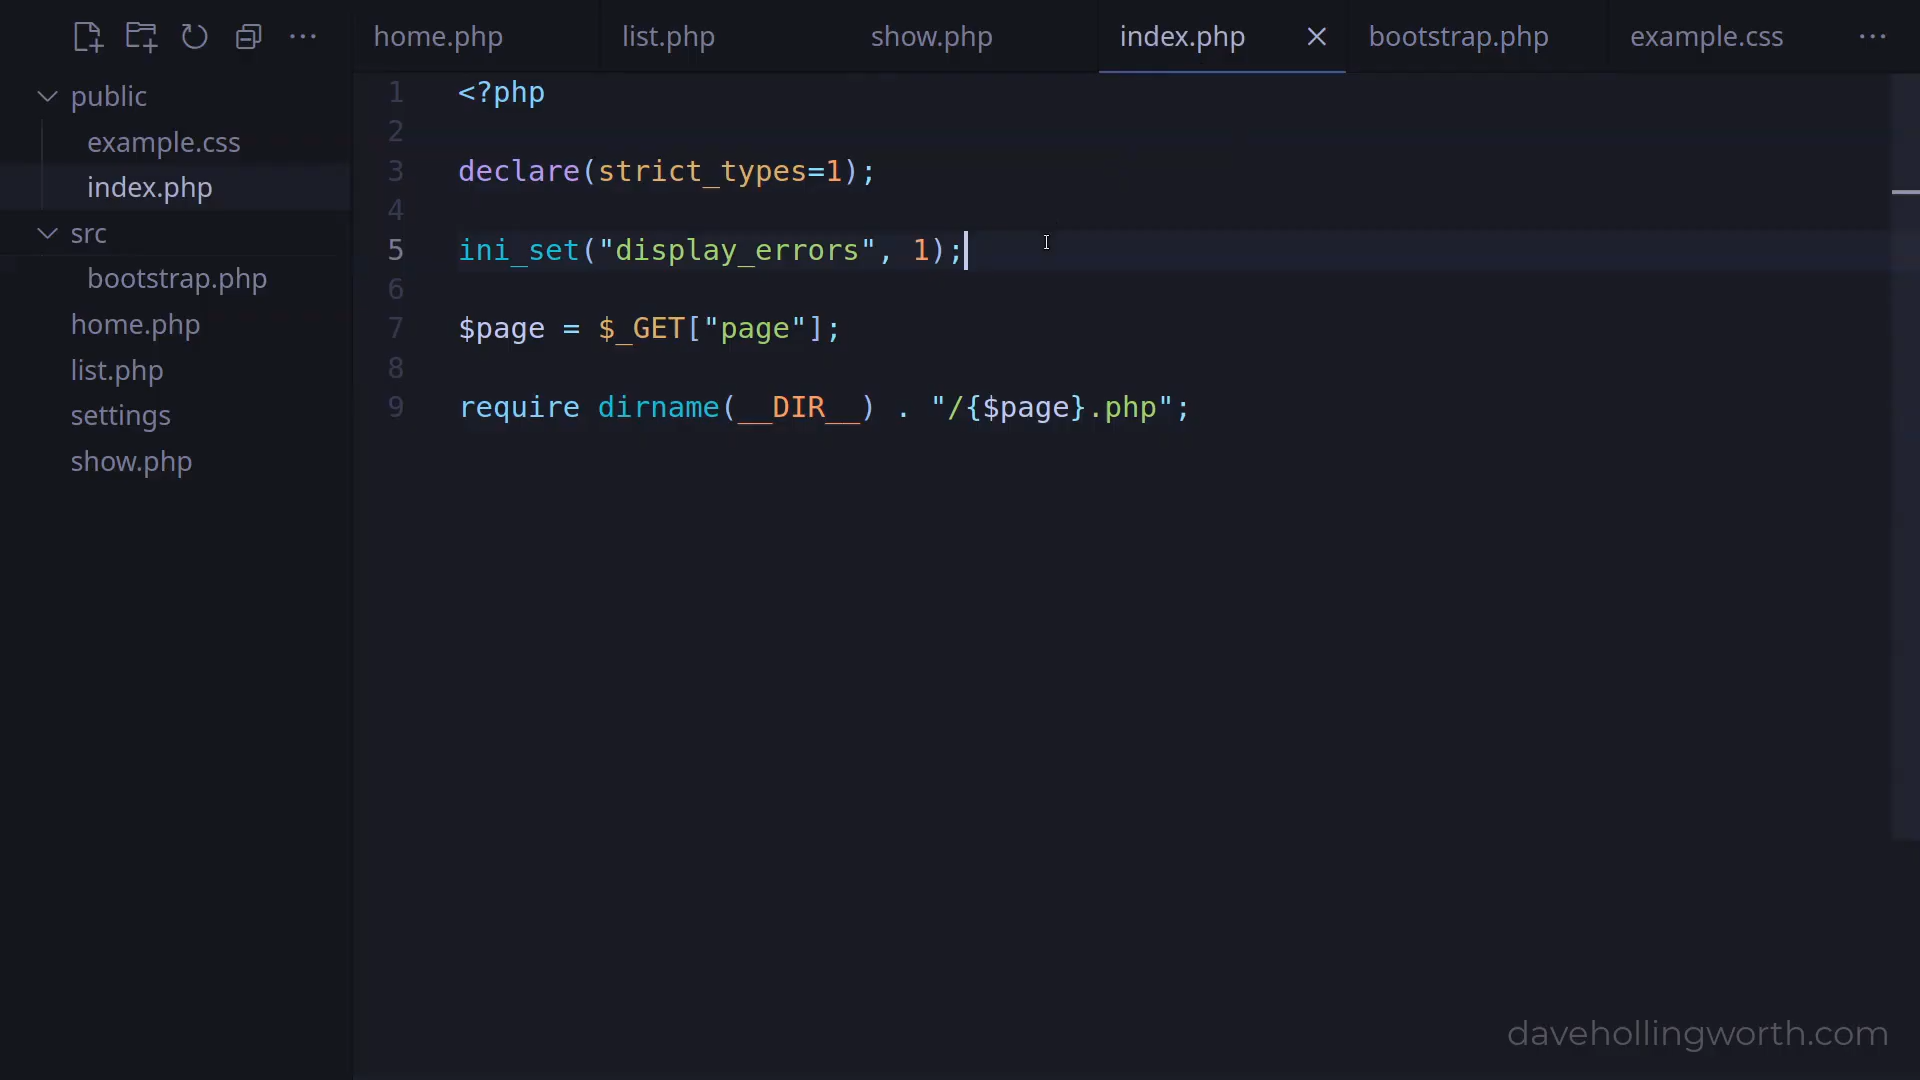 home.php list.php show.php index.php bootstrap.php example.css
public
example.css
index.php
src
bootstrap.php
home.php
list.php
settings
show.php
1 <?php
2
3 declare(strict_types=1);
4
5 ini_set("display_errors", 1);
6
7 $page = $_GET["page"];
8
9 require dirname(__DIR__) . "/{$page}.php";
davehollingworth.com